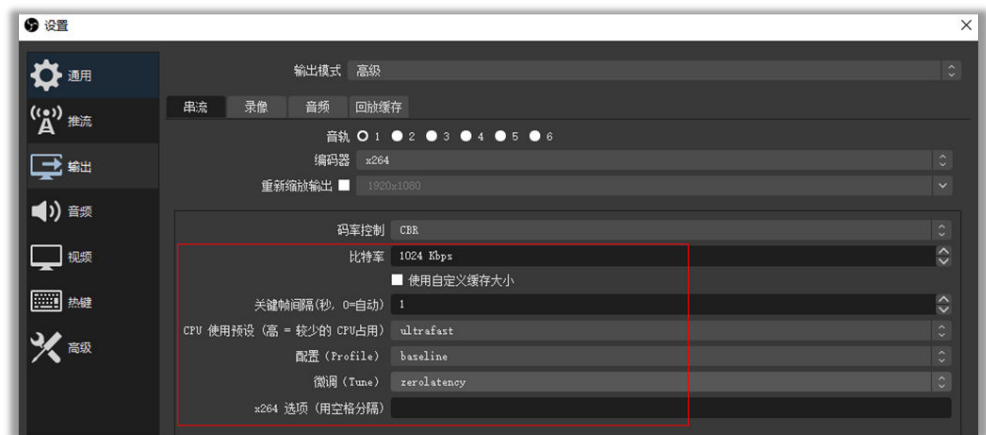 设置
通用
推流
输出
音频
视频
热键
高级
输出模式 高级
串流 录像 音频 回放缓存
音轨 1 2 3 4 5 6
编码器 x264
重新缩放输出 1920x1080
码率控制 CBR
比特率 1024 Kbps
使用自定义缓存大小
关键帧间隔(秒, 0=自动) 1
CPU 使用预设 (高 = 较少的 CPU占用) ultrafast
配置 (Profile) baseline
微调 (Tune) zerolatency
x264 选项 (用空格分隔)